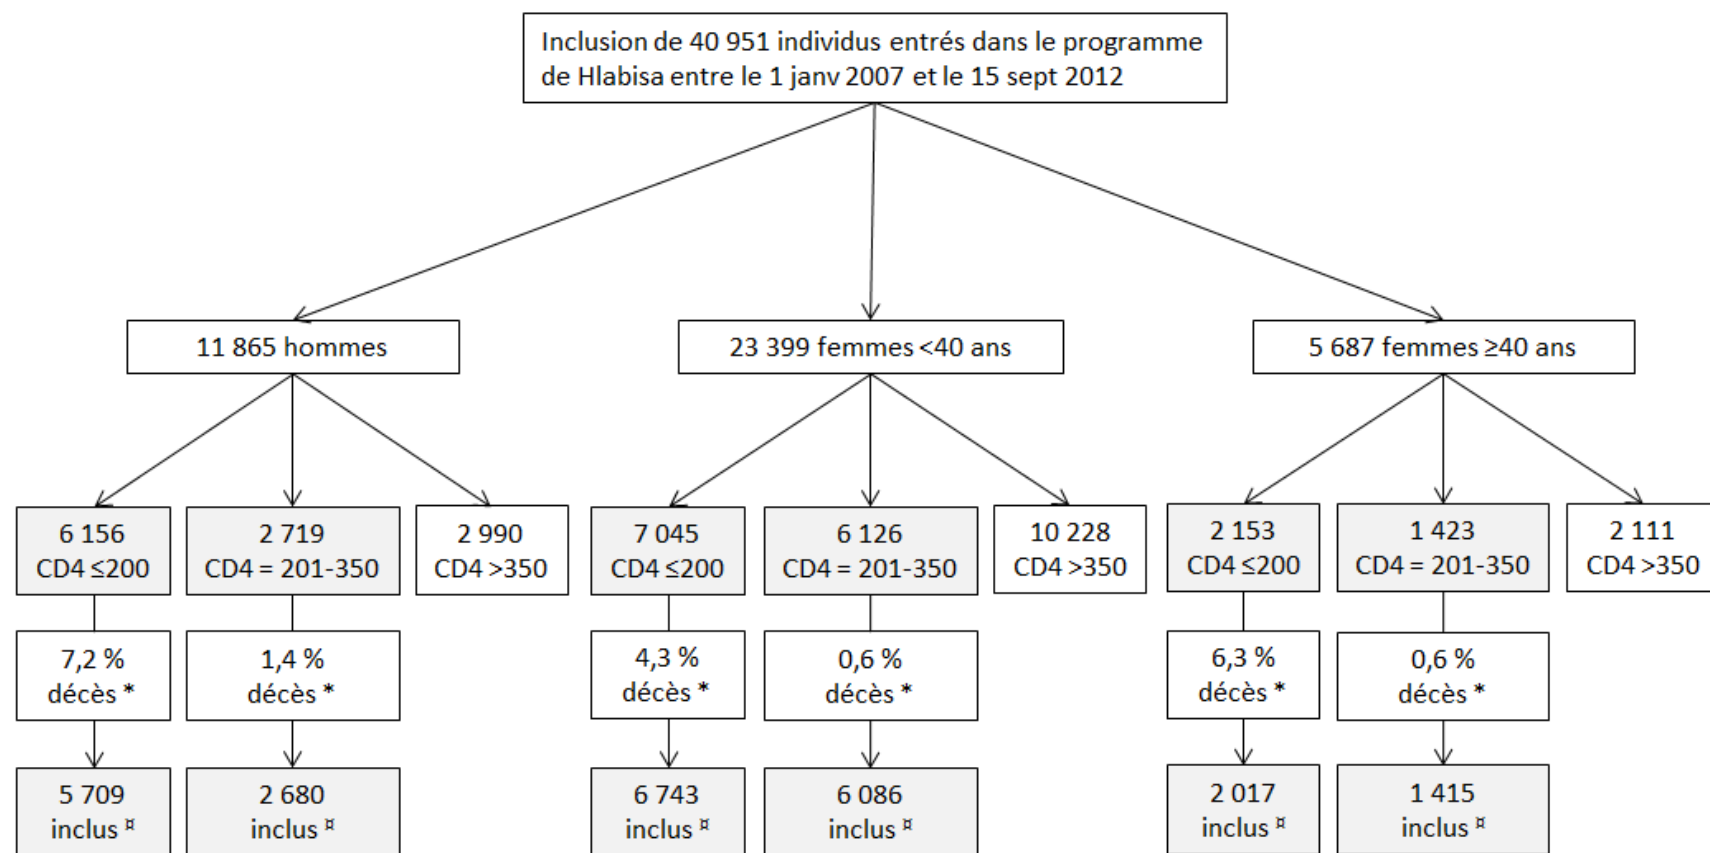 Inclusion de 40 951 individus entrés dans le programme
de Hlabisa entre le 1 janv 2007 et le 15 sept 2012
11 865 hommes
23 399 femmes <40 ans
5 687 femmes ≥40 ans
6 156
CD4 ≤200
2 719
CD4 = 201-350
2 990
CD4 >350
7 045
CD4 ≤200
6 126
CD4 = 201-350
10 228
CD4 >350
2 153
CD4 ≤200
1 423
CD4 = 201-350
2 111
CD4 >350
7,2 %
décès *
1,4 %
décès *
4,3 %
décès *
0,6 %
décès *
6,3 %
décès *
0,6 %
décès *
5 709
inclus ¤
2 680
inclus ¤
6 743
inclus ¤
6 086
inclus ¤
2 017
inclus ¤
1 415
inclus ¤